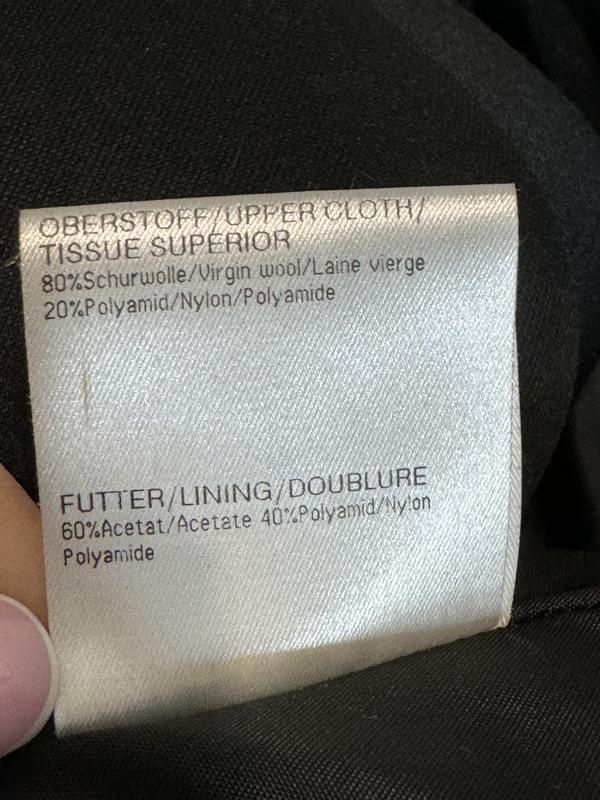 OBERSTOFF/UPPER CLOTH/
TISSUE SUPERIOR
80%Schurwolle/Virgin wool/Laine vierge
20%Polyamid/Nylon/Polyamide
FUTTER/LINING/DOUBLURE
60%Acetat/Acetate 40%Polyamid/Nylon
Polyamide